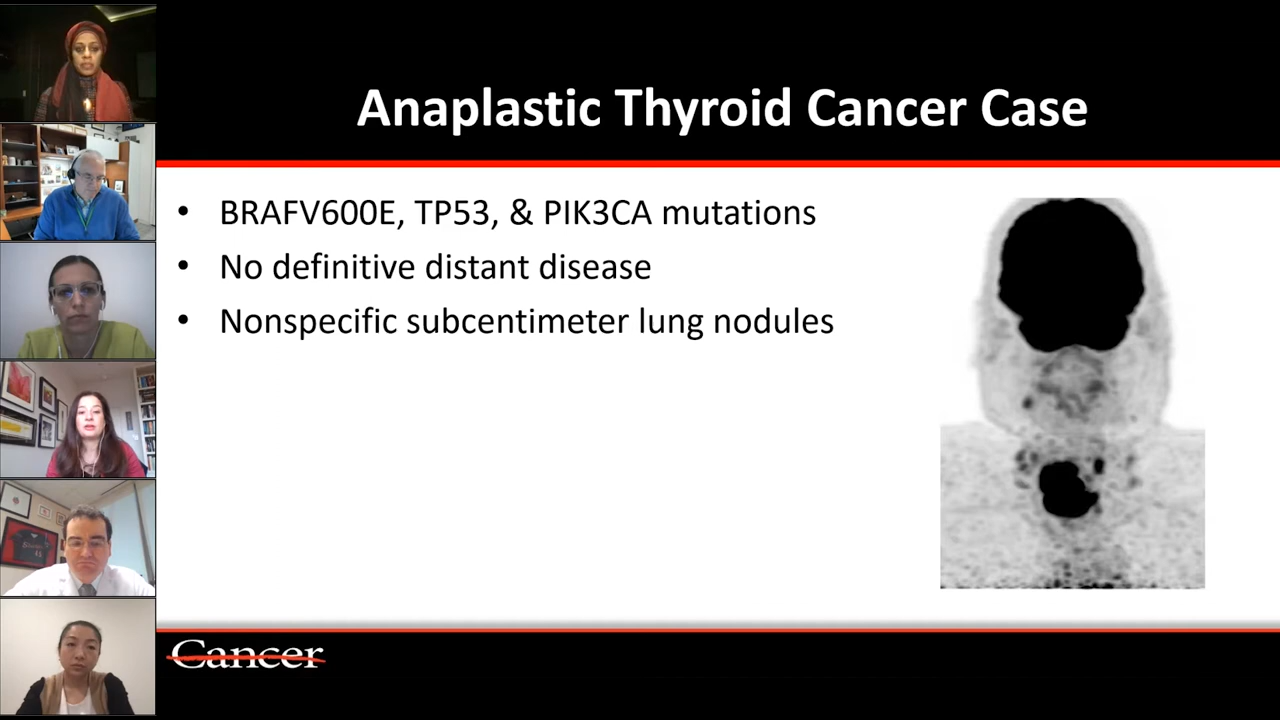 Anaplastic Thyroid Cancer Case
• BRAFV600E, TP53, & PIK3CA mutations
• No definitive distant disease
• Nonspecific subcentimeter lung nodules
Cancer